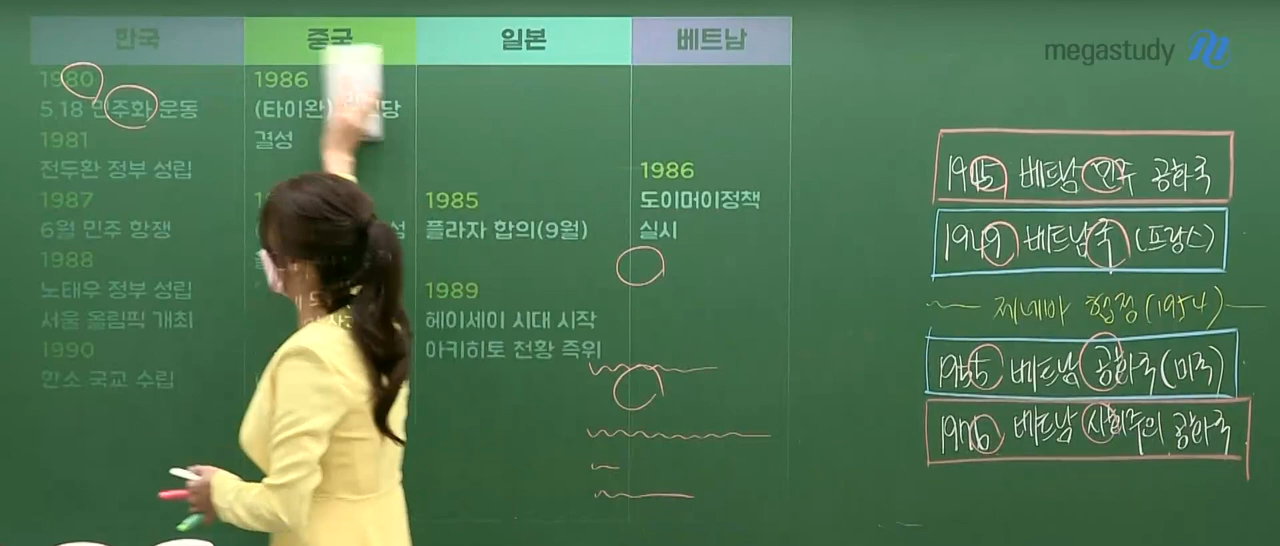 한국
중국
일본
베트남
megastudy
1980
5.18 민주화 운동
1981
전두환 정부 성립
1987
6월 민주 항쟁
1988
노태우 정부 성립
서울 올림픽 개최
1990
한소 국교 수립
1986
(타이완)
결성
1985
플라자 합의(9월)
1989
헤이세이 시대 시작
아키히토 천황 즉위
1986
도이머이정책
실시
1945 베트남 민주 공화국
1949 베트남국 (프랑스)
제네바 협정 (1954)
1955 베트남 공화국 (미국)
1976 베트남 사회주의 공화국